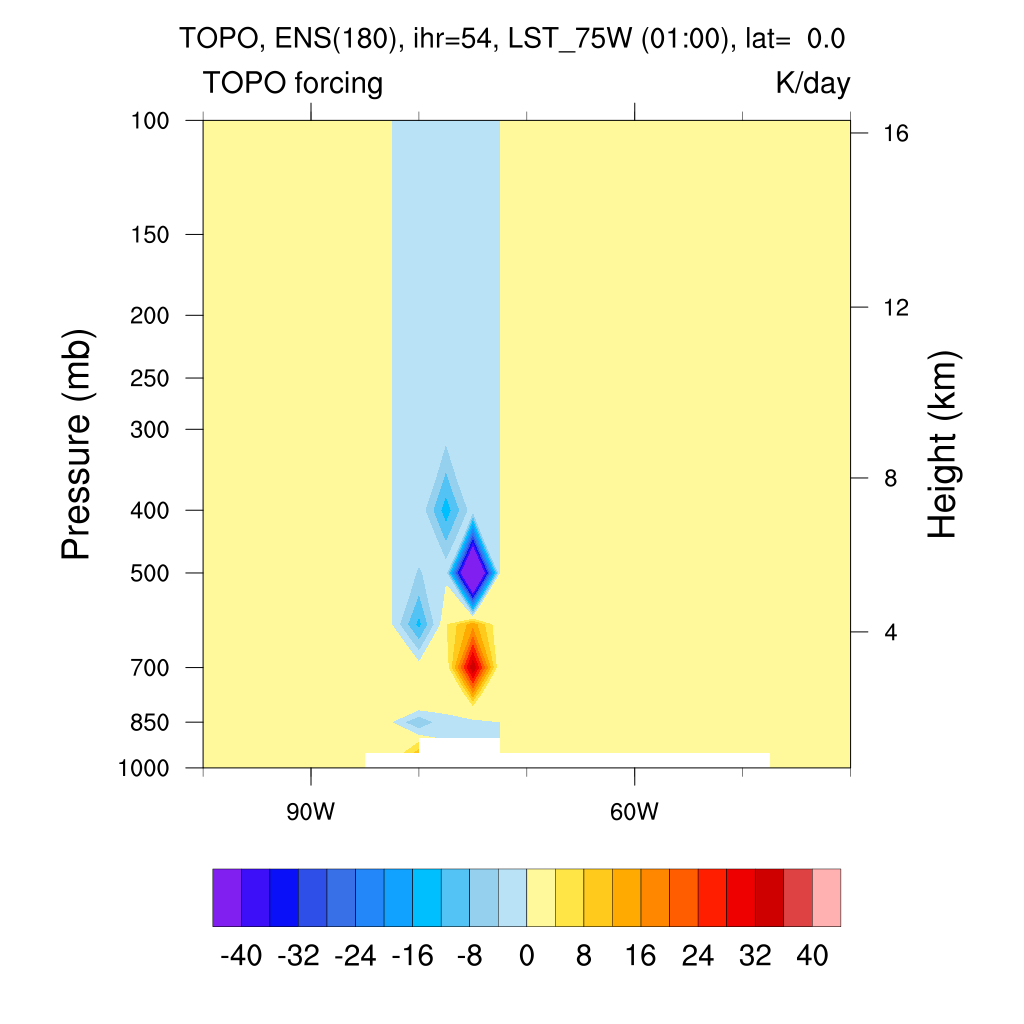 TOPO, ENS(180), ihr=54, LST_75W (01:00), lat=  0.0
TOPO forcing K/day
100
150
200
250
300
400
500
600
700
850
1000
Pressure (mb)
16
12
8
4
Height (km)
90W 60W
-40 -32 -24 -16 -8 0 8 16 24 32 40